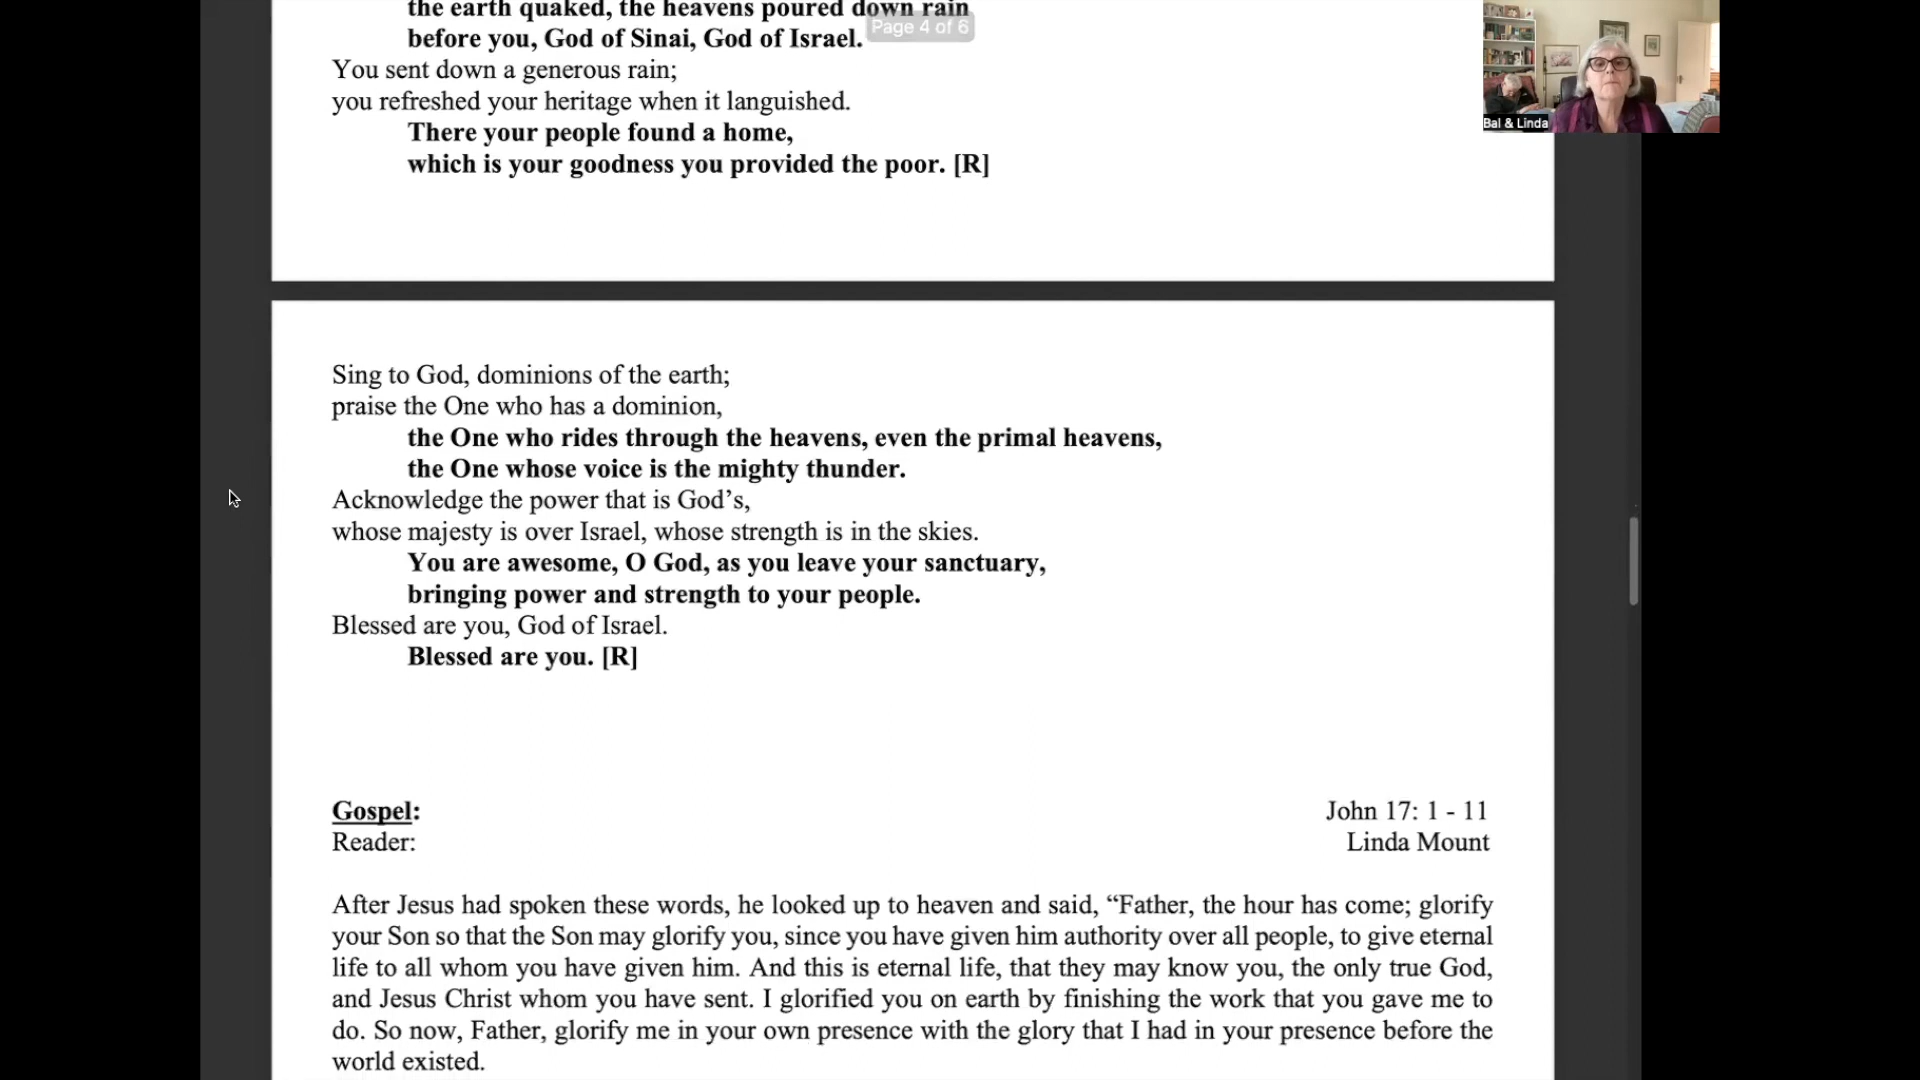 the earth quaked, the heavens poured down rain
Page 4 of 6
before you, God of Sinai, God of Israel.
You sent down a generous rain;
you refreshed your heritage when it languished.
There your people found a home,
which is your goodness you provided the poor. [R]
Bal & Linda
Sing to God, dominions of the earth;
praise the One who has a dominion,
the One who rides through the heavens, even the primal heavens,
the One whose voice is the mighty thunder.
Acknowledge the power that is God’s,
whose majesty is over Israel, whose strength is in the skies.
You are awesome, O God, as you leave your sanctuary,
bringing power and strength to your people.
Blessed are you, God of Israel.
Blessed are you. [R]
Gospel: John 17: 1 - 11
Reader: Linda Mount
After Jesus had spoken these words, he looked up to heaven and said, “Father, the hour has come; glorify
your Son so that the Son may glorify you, since you have given him authority over all people, to give eternal
life to all whom you have given him. And this is eternal life, that they may know you, the only true God,
and Jesus Christ whom you have sent. I glorified you on earth by finishing the work that you gave me to
do. So now, Father, glorify me in your own presence with the glory that I had in your presence before the
world existed.